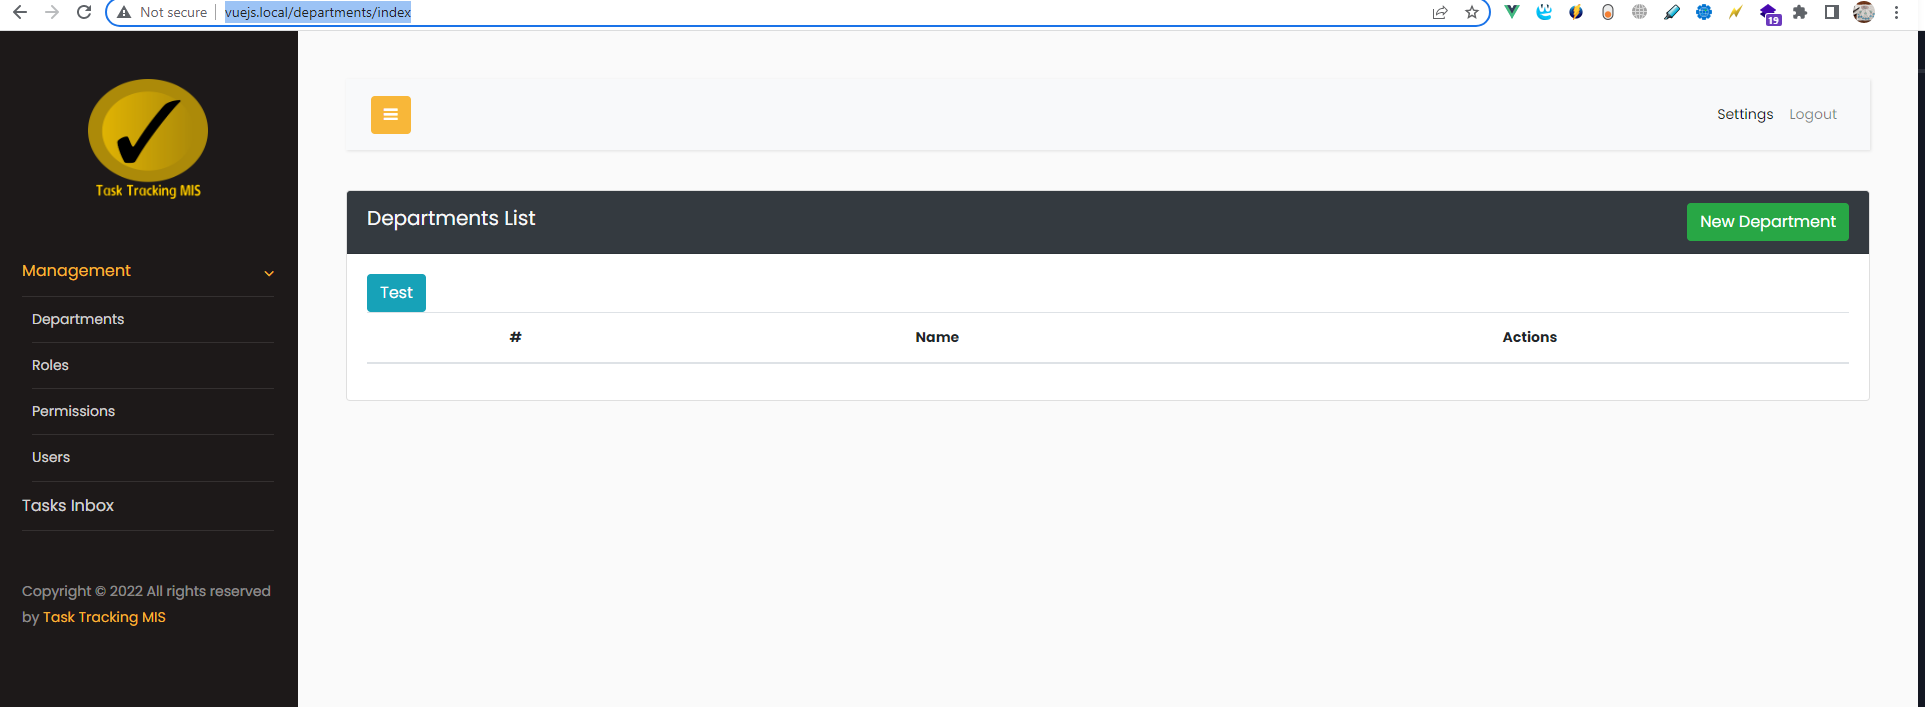 Not secure | vuejs.local/departments/index
19
Task Tracking MIS
Settings Logout
Departments List
New Department
Management
Test
Departments
# Name Actions
Roles
Permissions
Users
Tasks Inbox
Copyright © 2022 All rights reserved
by Task Tracking MIS